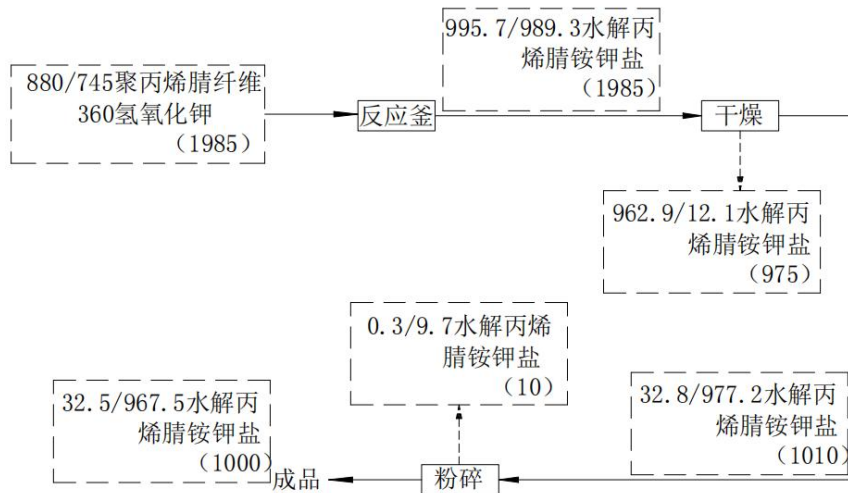 880/745聚丙烯腈纤维
360氢氧化钾
(1985)
反应釜
995.7/989.3水解丙
烯腈铵钾盐
(1985)
干燥
962.9/12.1水解丙
烯腈铵钾盐
(975)
32.8/977.2水解丙
烯腈铵钾盐
(1010)
粉碎
0.3/9.7水解丙烯
腈铵钾盐
(10)
成品
32.5/967.5水解丙
烯腈铵钾盐
(1000)